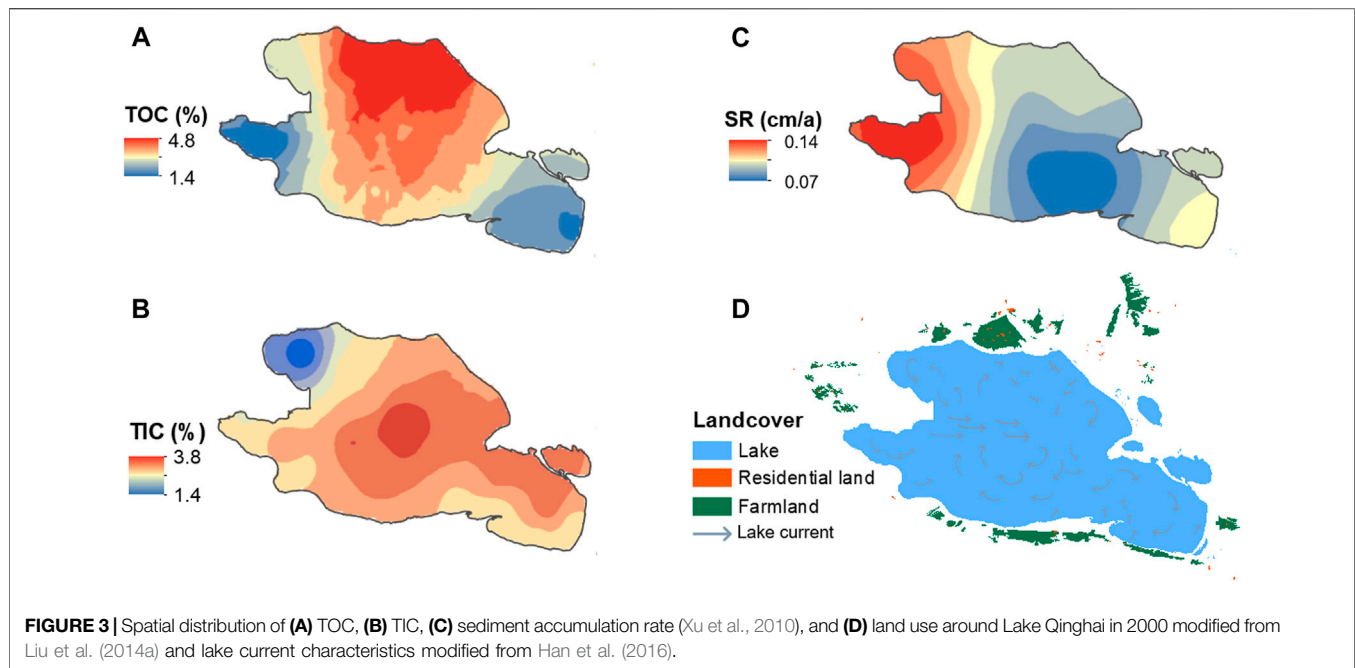 A
TOC (%)
4.8
1.4
C
SR (cm/a)
0.14
0.07
B
TIC (%)
3.8
1.4
D
Landcover
Lake
Residential land
Farmland
Lake current
FIGURE 3 | Spatial distribution of (A) TOC, (B) TIC, (C) sediment accumulation rate (Xu et al., 2010), and (D) land use around Lake Qinghai in 2000 modified from
Liu et al. (2014a) and lake current characteristics modified from Han et al. (2016).